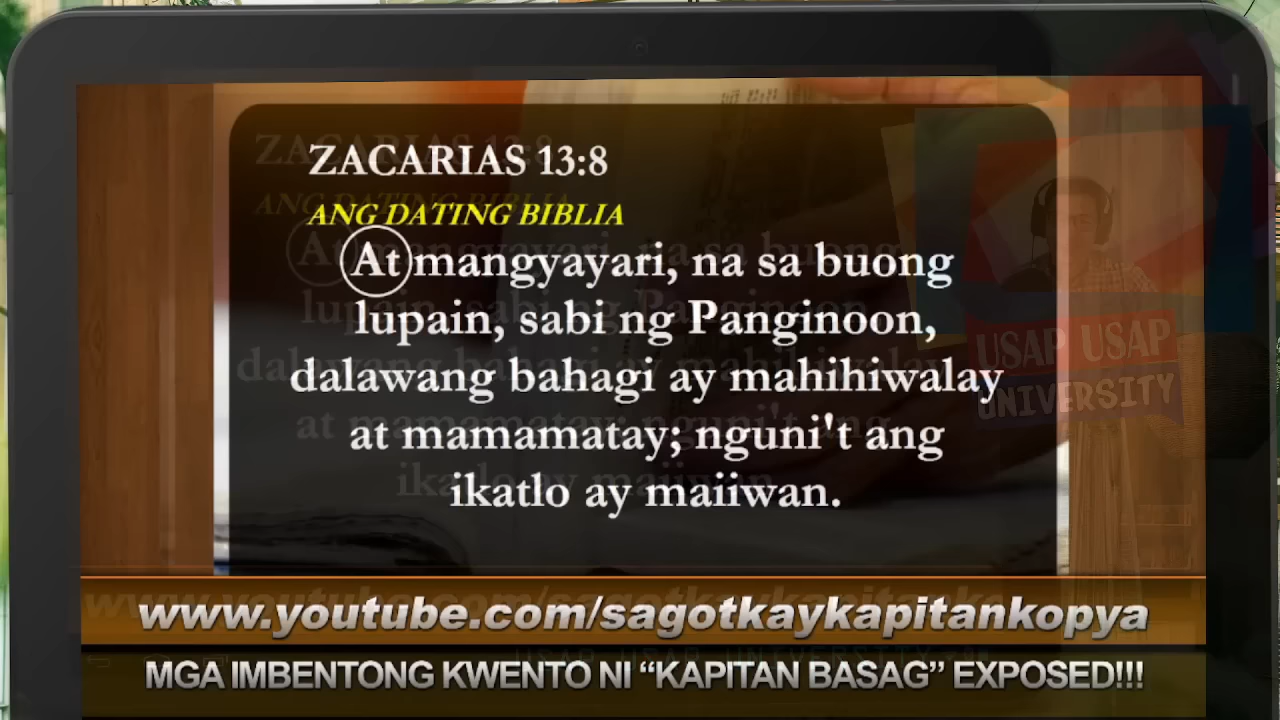 ZACARIAS 13:8
ANG DATING BIBLIA
At mangyayari, na sa buong
lupain, sabi ng Panginoon,
dalawang bahagi ay mahihiwalay
at mamamatay; nguni't ang
ikatlo ay maiiwan.
USAP USAP
UNIVERSITY
www.youtube.com/sagotkaykapitankopya
MGA IMBENTONG KWENTO NI “KAPITAN BASAG” EXPOSED!!!